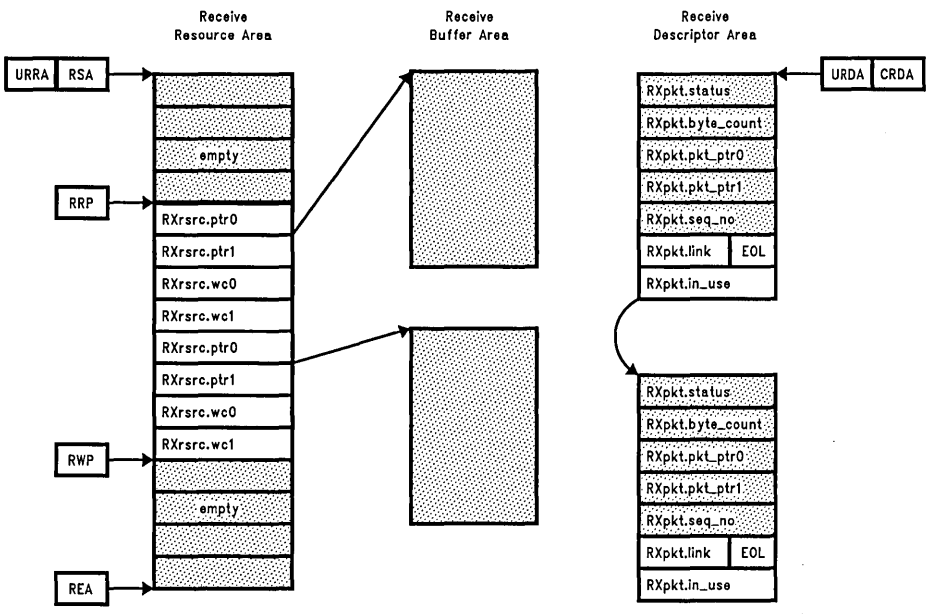 Receive
Resource Area
Receive
Buffer Area
Receive
Descriptor Area
URRA RSA
URDA CRDA
empty
RRP
RXrsrc.ptr0
RXrsrc.ptr1
RXrsrc.wc0
RXrsrc.wc1
RXrsrc.ptr0
RXrsrc.ptr1
RXrsrc.wc0
RXrsrc.wc1
RWP
empty
REA
RXpkt.status
RXpkt.byte_count
RXpkt.pkt_ptr0
RXpkt.pkt_ptr1
RXpkt.seq_no
RXpkt.link EOL
RXpkt.in_use
RXpkt.status
RXpkt.byte_count
RXpkt.pkt_ptr0
RXpkt.pkt_ptr1
RXpkt.seq_no
RXpkt.link EOL
RXpkt.in_use